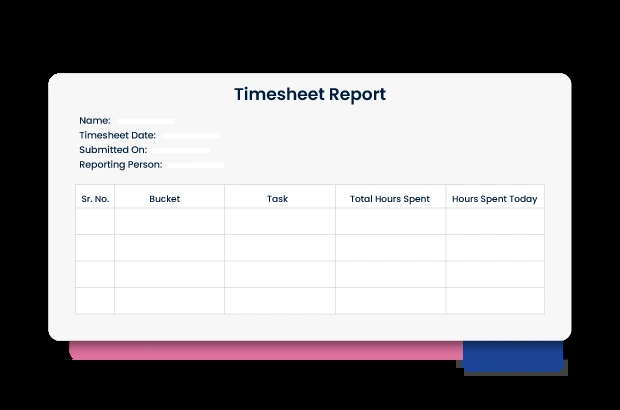 Timesheet Report
Name:
Timesheet Date:
Submitted On:
Reporting Person:
Sr. No. Bucket Task Total Hours Spent Hours Spent Today